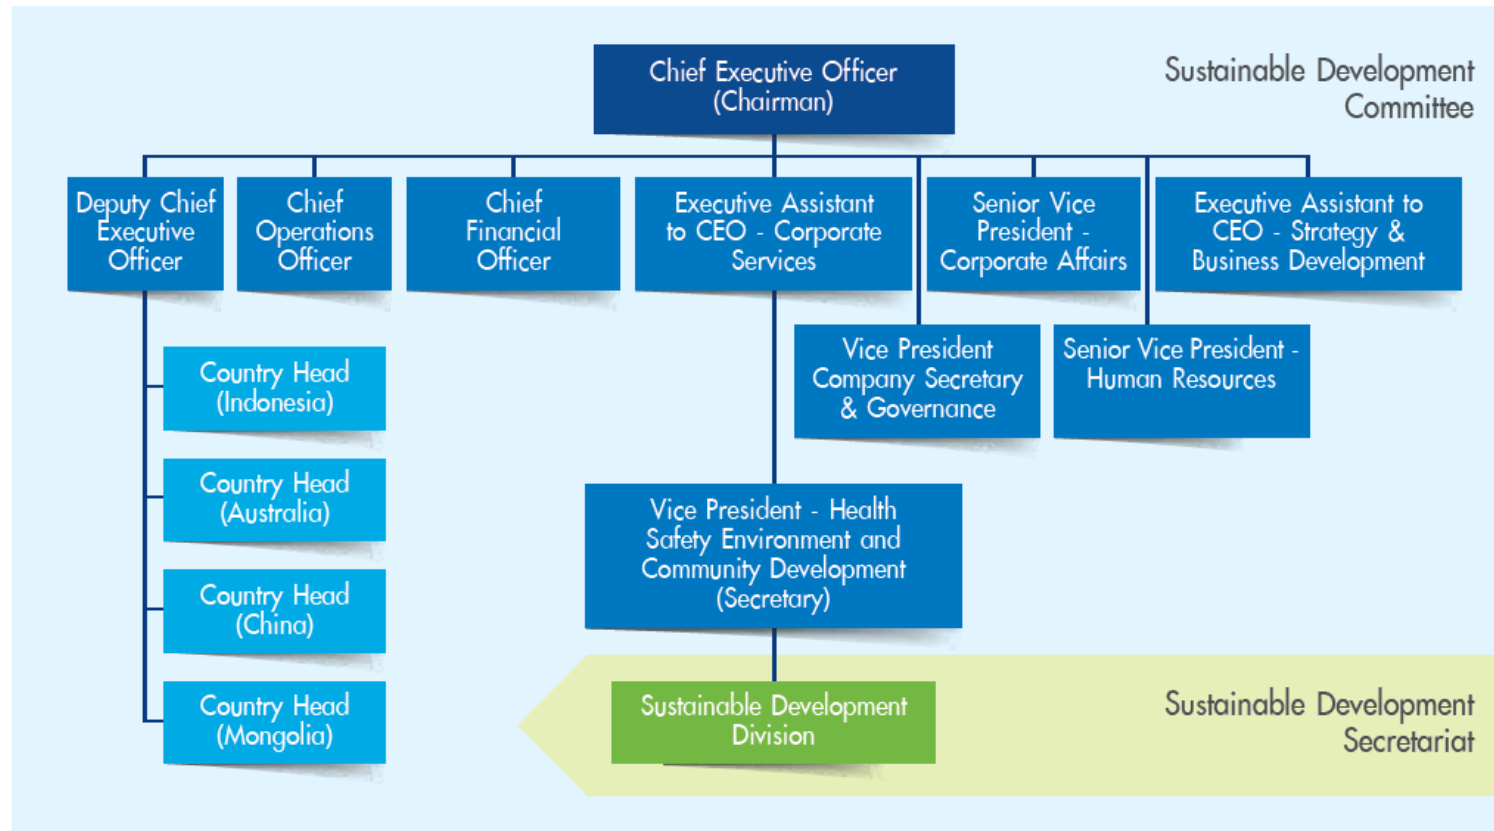 Chief Executive Officer
(Chairman)
Sustainable Development
Committee
Deputy Chief
Executive
Officer
Chief
Operations
Officer
Chief
Financial
Officer
Executive Assistant
to CEO - Corporate
Services
Senior Vice
President -
Corporate Affairs
Executive Assistant to
CEO - Strategy &
Business Development
Vice President
Company Secretary
& Governance
Senior Vice President -
Human Resources
Country Head
(Indonesia)
Country Head
(Australia)
Country Head
(China)
Country Head
(Mongolia)
Vice President - Health
Safety Environment and
Community Development
(Secretary)
Sustainable Development
Division
Sustainable Development
Secretariat